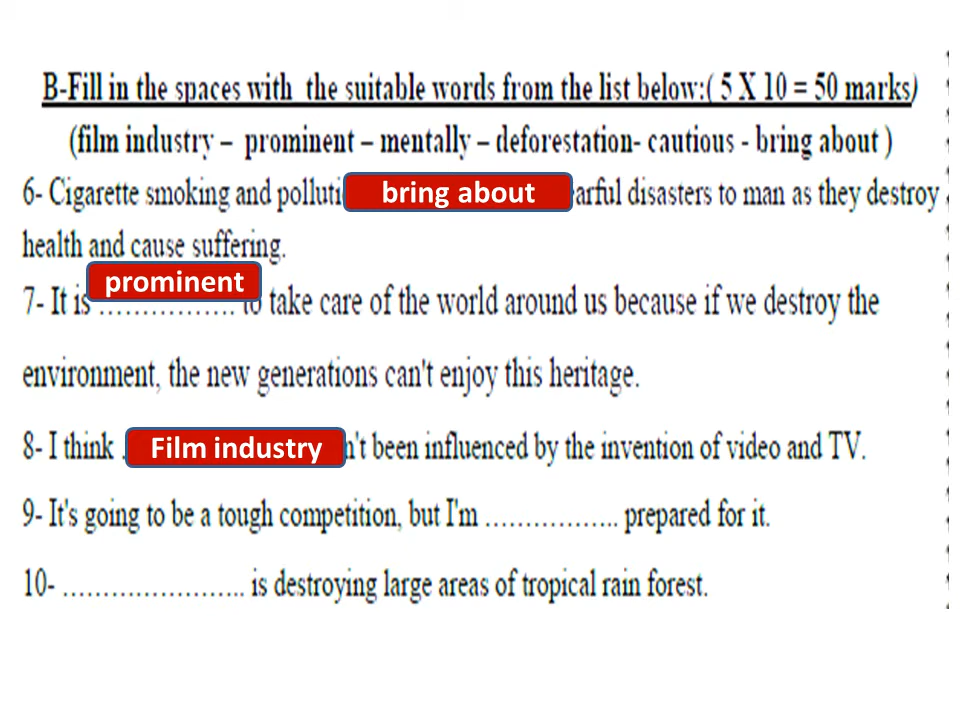 B-Fill in the spaces with the suitable words from the list below:( 5 X 10 = 50 marks)
(film industry – prominent – mentally – deforestation- cautious - bring about )
6- Cigarette smoking and polluti bring about arful disasters to man as they destroy
health and cause suffering.
prominent
7- It is ……………. to take care of the world around us because if we destroy the
environment, the new generations can't enjoy this heritage.
8- I think . Film industry n't been influenced by the invention of video and TV.
9- It's going to be a tough competition, but I'm …………….. prepared for it.
10- ………………….. is destroying large areas of tropical rain forest.